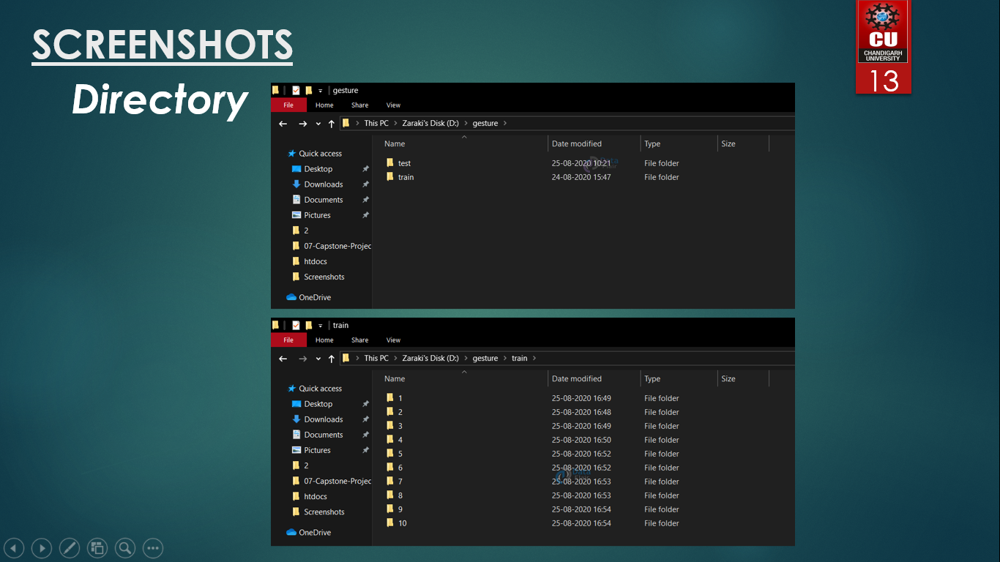 SCREENSHOTS
CU
CHANDIGARH
UNIVERSITY
13
Directory
gesture
File Home Share View
This PC > Zaraki's Disk (D:) > gesture >
Name Date modified Type Size
Quick access
Desktop
Downloads
Documents
Pictures
2
07-Capstone-Projec
htdocs
Screenshots
OneDrive
test 25-08-2020 10:21 File folder
train 24-08-2020 15:47 File folder
Data
Flair
train
File Home Share View
This PC > Zaraki's Disk (D:) > gesture > train >
Name Date modified Type Size
Quick access
Desktop
Downloads
Documents
Pictures
2
07-Capstone-Projec
htdocs
Screenshots
OneDrive
1 25-08-2020 16:49 File folder
2 25-08-2020 16:48 File folder
3 25-08-2020 16:49 File folder
4 25-08-2020 16:50 File folder
5 25-08-2020 16:52 File folder
6 25-08-2020 16:52 File folder
7 25-08-2020 16:53 File folder
8 25-08-2020 16:53 File folder
9 25-08-2020 16:54 File folder
10 25-08-2020 16:54 File folder
Data
Flair